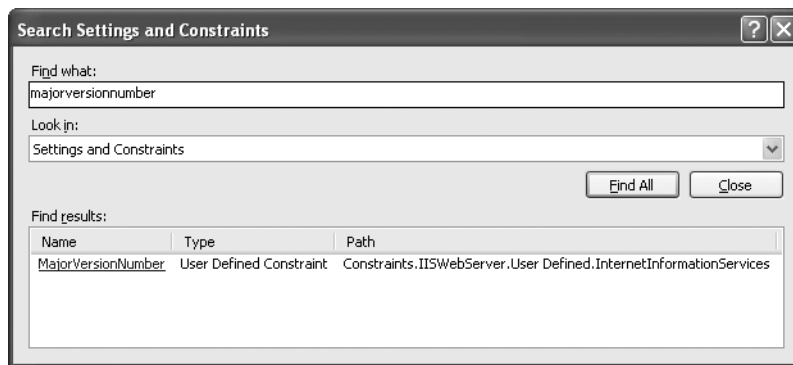 Search Settings and Constraints
Find what:
majorversionnumber
Look in:
Settings and Constraints
Find All Close
Find results:
Name Type Path
MajorVersionNumber User Defined Constraint Constraints.IISWebServer.User Defined.InternetInformationServices